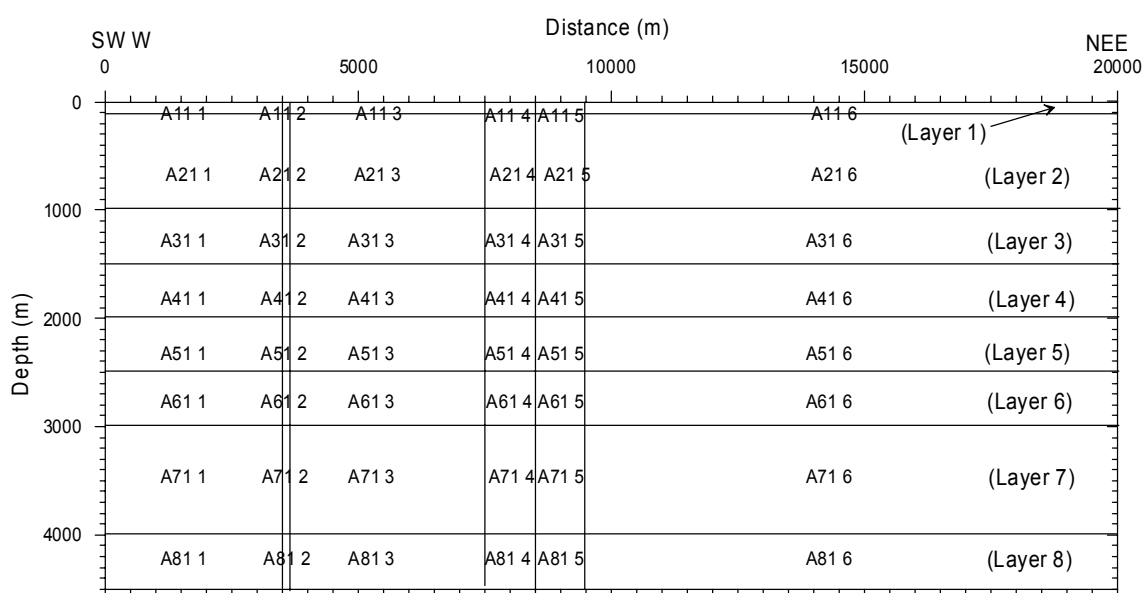 Distance (m)
SW W NEE
0 5000 10000 15000 20000
0
A11 1 A11 2 A11 3 A11 4 A11 5 A11 6
(Layer 1)
A21 1 A21 2 A21 3 A21 4 A21 5 A21 6 (Layer 2)
1000
A31 1 A31 2 A31 3 A31 4 A31 5 A31 6 (Layer 3)
A41 1 A41 2 A41 3 A41 4 A41 5 A41 6 (Layer 4)
2000
Depth (m)
A51 1 A51 2 A51 3 A51 4 A51 5 A51 6 (Layer 5)
A61 1 A61 2 A61 3 A61 4 A61 5 A61 6 (Layer 6)
3000
A71 1 A71 2 A71 3 A71 4 A71 5 A71 6 (Layer 7)
4000
A81 1 A81 2 A81 3 A81 4 A81 5 A81 6 (Layer 8)